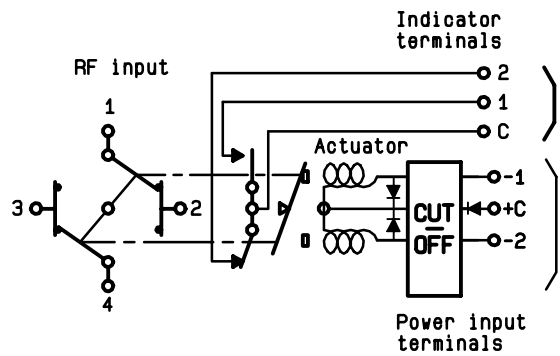 Indicator
terminals
RF input
2
1
1
C
Actuator
-1
3
2
CUT
OFF
+C
-2
4
Power input
terminals